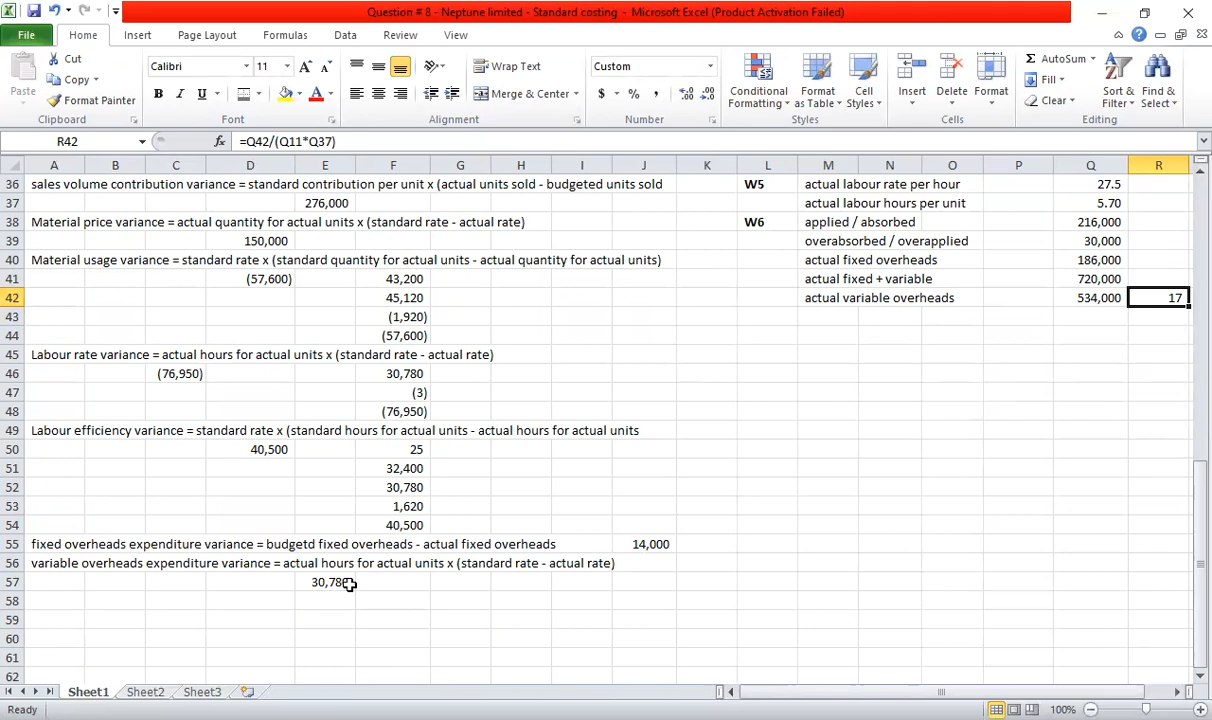 Question # 8 - Neptune limited - Standard costing - Microsoft Excel (Product Activation Failed)
File Home Insert Page Layout Formulas Data Review View
Paste Cut Copy Format Painter
Calibri 11 A A
B I U A
Wrap Text
Merge & Center
Custom
$ % ,
Conditional Formatting Format as Table Cell Styles
Insert Delete Format
AutoSum Fill Clear
Sort & Filter Find & Select
Clipboard Font Alignment Number Styles Cells Editing
R42 fx =Q42/(Q11*Q37)
A B C D E F G H I J K L M N O P Q R
36 sales volume contribution variance = standard contribution per unit x (actual units sold - budgeted units sold W5 actual labour rate per hour 27.5
37 276,000 actual labour hours per unit 5.70
38 Material price variance = actual quantity for actual units x (standard rate - actual rate) W6 applied / absorbed 216,000
39 150,000 overabsorbed / overapplied 30,000
40 Material usage variance = standard rate x (standard quantity for actual units - actual quantity for actual units) actual fixed overheads 186,000
41 (57,600) 43,200 actual fixed + variable 720,000
42 45,120 actual variable overheads 534,000 17
43 (1,920)
44 (57,600)
45 Labour rate variance = actual hours for actual units x (standard rate - actual rate)
46 (76,950) 30,780
47 (3)
48 (76,950)
49 Labour efficiency variance = standard rate x (standard hours for actual units - actual hours for actual units
50 40,500 25
51 32,400
52 30,780
53 1,620
54 40,500
55 fixed overheads expenditure variance = budgetd fixed overheads - actual fixed overheads 14,000
56 variable overheads expenditure variance = actual hours for actual units x (standard rate - actual rate)
57 30,780
58
59
60
61
62
Sheet1 Sheet2 Sheet3
Ready 100%